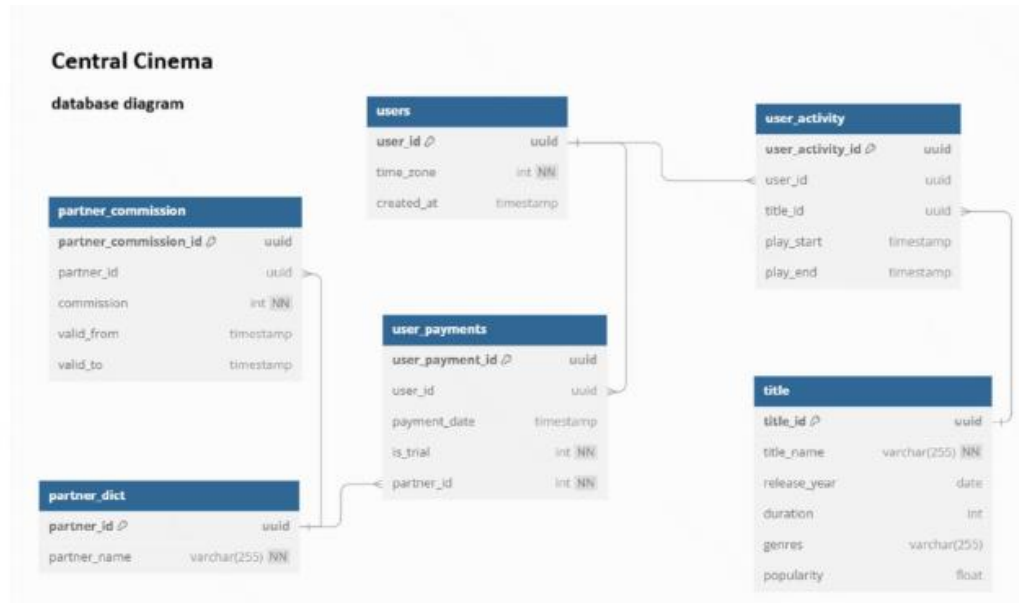 Central Cinema
database diagram
users
user_id uuid
time_zone int NN
created_at timestamp
user_activity
user_activity_id uuid
user_id uuid
title_id uuid
play_start timestamp
play_end timestamp
partner_commission
partner_commission_id uuid
partner_id uuid
commission int NN
valid_from timestamp
valid_to timestamp
user_payments
user_payment_id uuid
user_id uuid
payment_date timestamp
is_trial int NN
partner_id int NN
title
title_id uuid
title_name varchar(255) NN
release_year date
duration int
genres varchar(255)
popularity float
partner_dict
partner_id uuid
partner_name varchar(255) NN